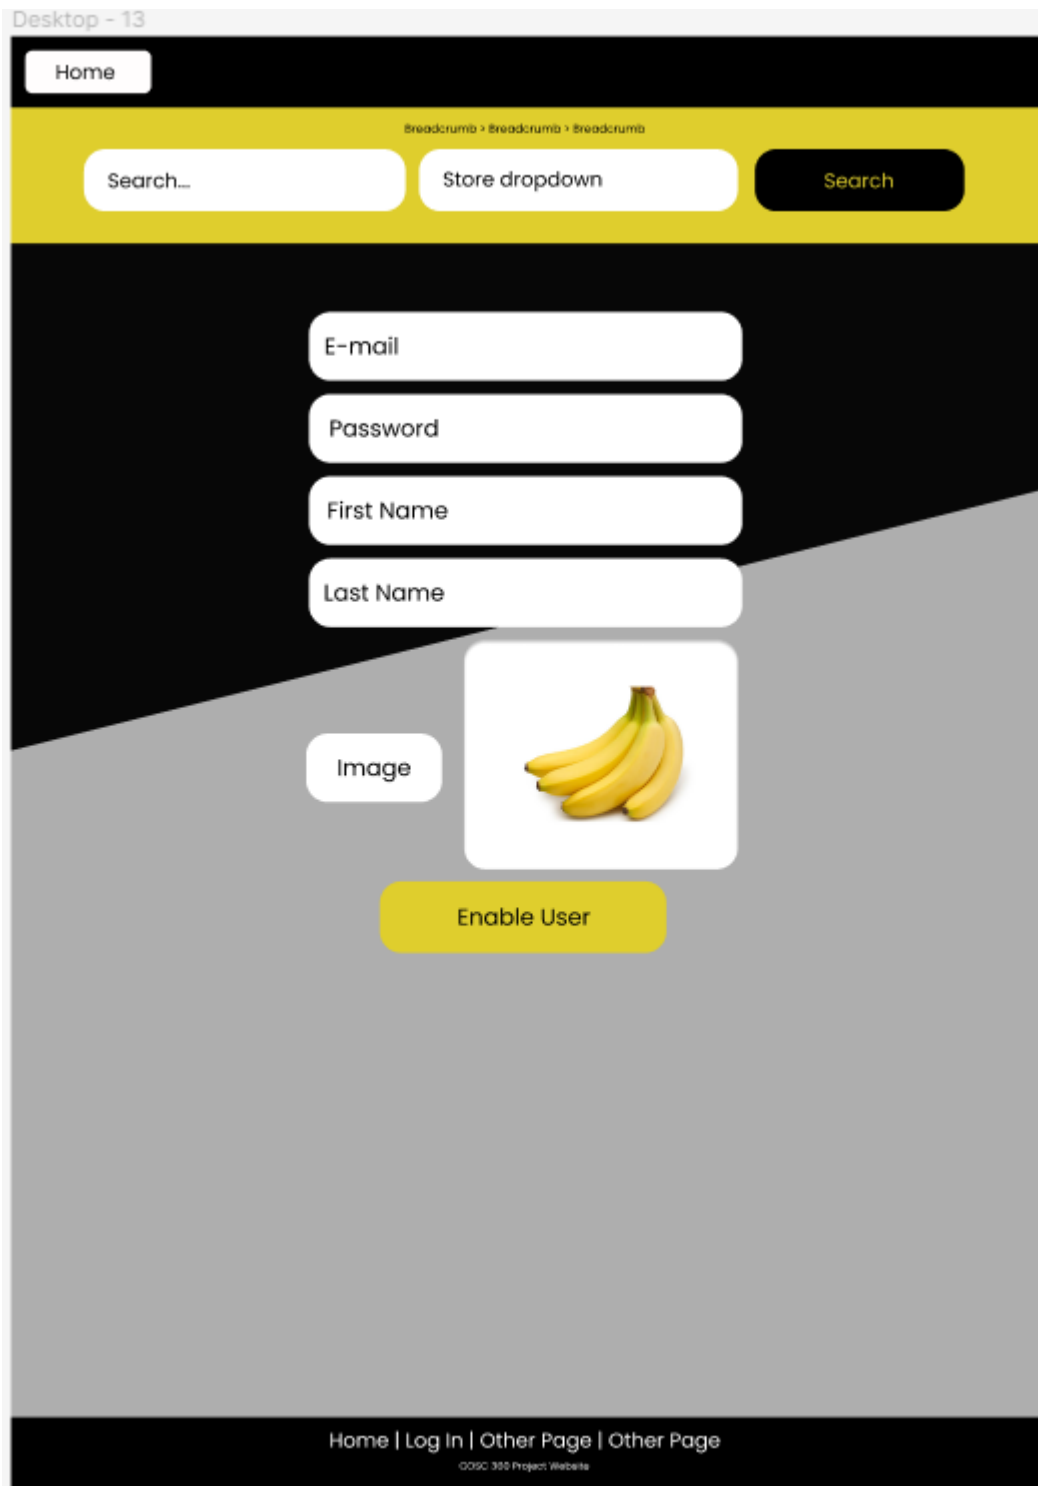 Desktop - 13
Home
Breadcrumb > Breadcrumb > Breadcrumb
Search...
Store dropdown
Search
E-mail
Password
First Name
Last Name
Image
Enable User
Home | Log In | Other Page | Other Page
COSC 360 Project Website